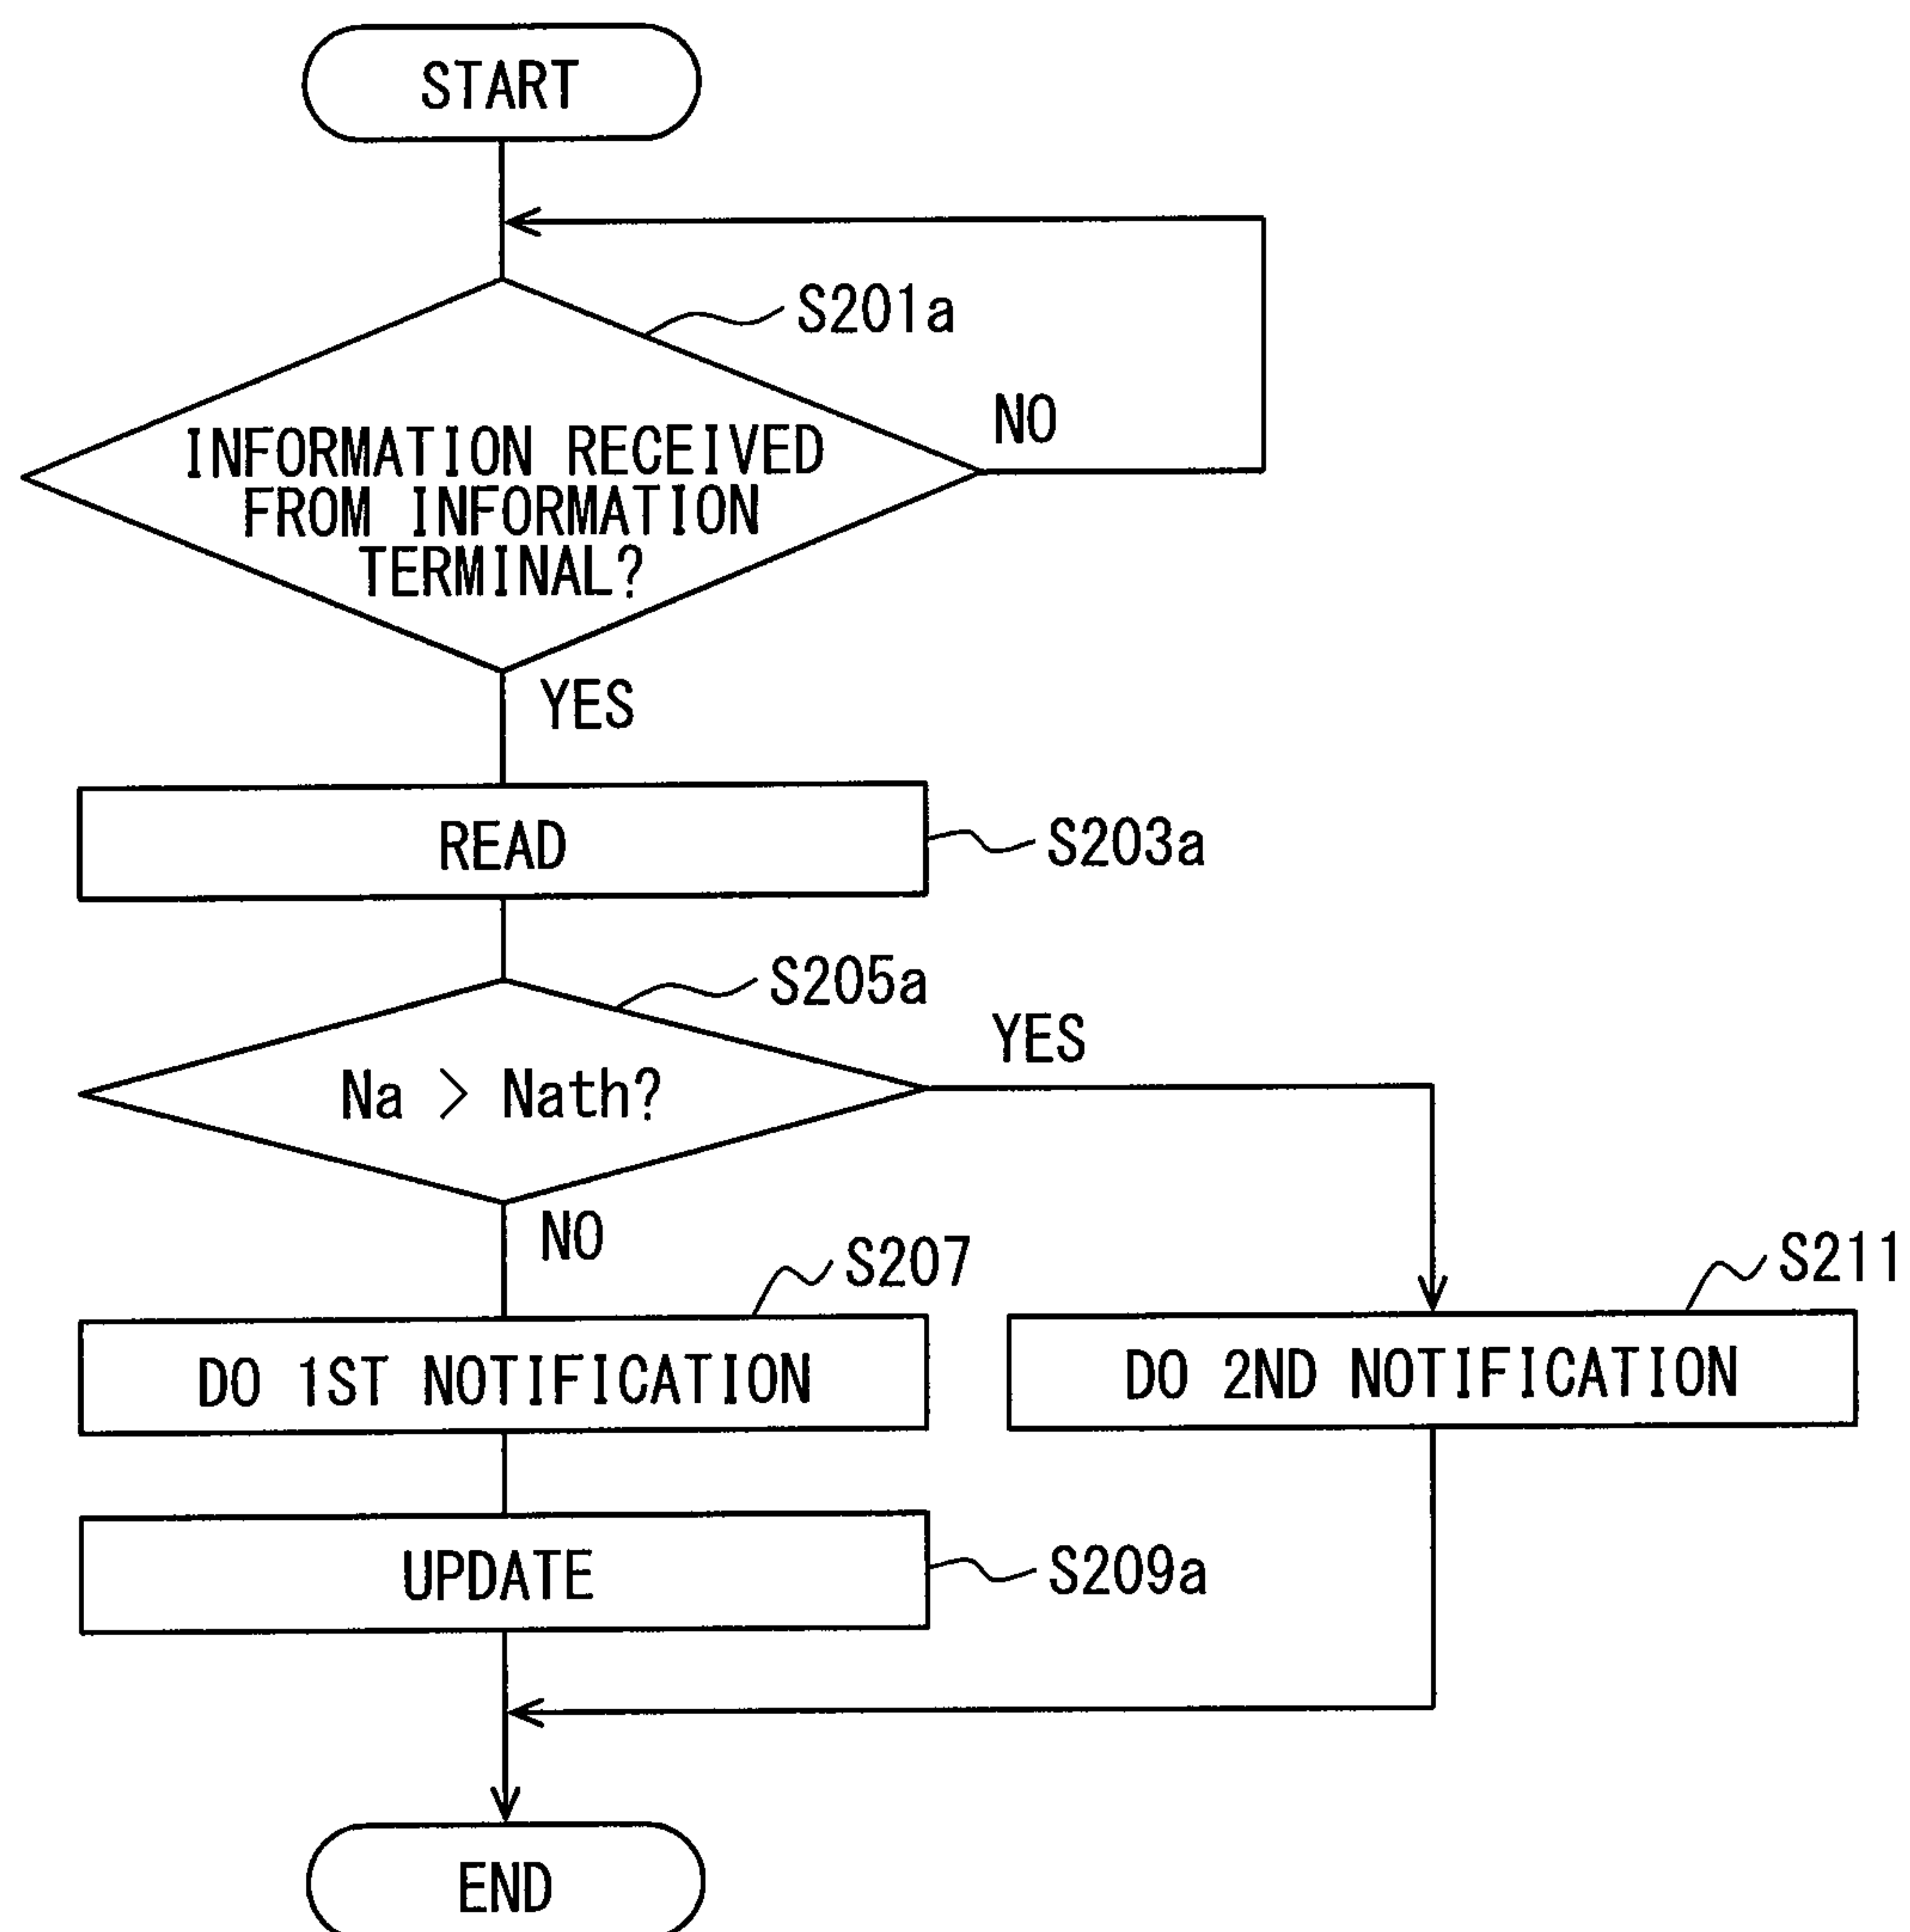 START
S201a
NO
INFORMATION RECEIVED
FROM INFORMATION
TERMINAL?
YES
READ
S203a
S205a
YES
Na > Nath?
NO
S207
S211
DO 1ST NOTIFICATION
DO 2ND NOTIFICATION
UPDATE
S209a
END